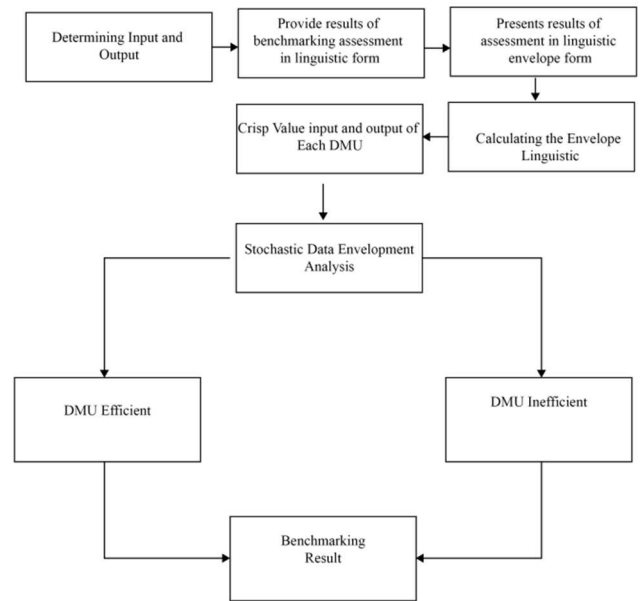 Determining Input and
Output
Provide results of
benchmarking assessment
in linguistic form
Presents results of
assessment in linguistic
envelope form
Crisp Value input and output of
Each DMU
Calculating the Envelope
Linguistic
Stochastic Data Envelopment
Analysis
DMU Efficient
DMU Inefficient
Benchmarking
Result